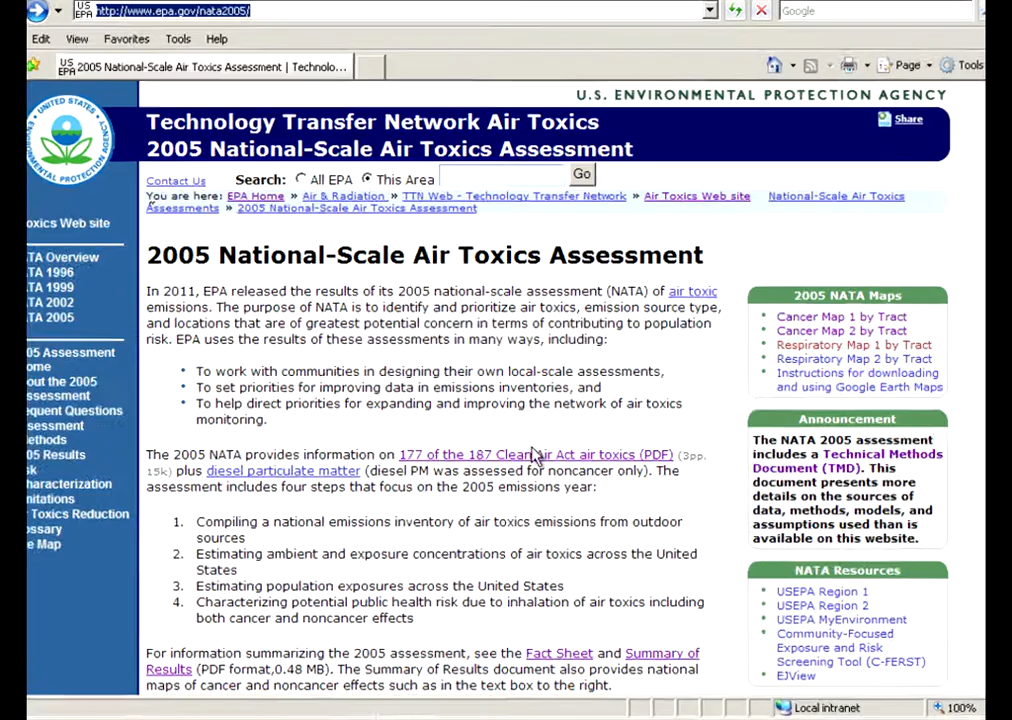 US
EPA
http://www.epa.gov/nata2005/
Google
Edit View Favorites Tools Help
US
EPA
2005 National-Scale Air Toxics Assessment | Technolo...
Page Tools
U.S. ENVIRONMENTAL PROTECTION AGENCY
UNITED STATES
ENVIRONMENTAL PROTECTION AGENCY
Technology Transfer Network Air Toxics
2005 National-Scale Air Toxics Assessment
Share
Contact Us Search: All EPA This Area Go
You are here: EPA Home » Air & Radiation » TTN Web - Technology Transfer Network » Air Toxics Web site National-Scale Air Toxics
Assessments » 2005 National-Scale Air Toxics Assessment
oxics Web site
TA Overview
TA 1996
TA 1999
TA 2002
TA 2005
05 Assessment
ome
out the 2005
ssessment
equent Questions
sessment
ethods
05 Results
sk
haracterization
nitations
r Toxics Reduction
ossary
e Map
2005 National-Scale Air Toxics Assessment
In 2011, EPA released the results of its 2005 national-scale assessment (NATA) of air toxic
emissions. The purpose of NATA is to identify and prioritize air toxics, emission source type,
and locations that are of greatest potential concern in terms of contributing to population
risk. EPA uses the results of these assessments in many ways, including:
• To work with communities in designing their own local-scale assessments,
• To set priorities for improving data in emissions inventories, and
• To help direct priorities for expanding and improving the network of air toxics
monitoring.
The 2005 NATA provides information on 177 of the 187 Clean Air Act air toxics (PDF) (3pp.
15k) plus diesel particulate matter (diesel PM was assessed for noncancer only). The
assessment includes four steps that focus on the 2005 emissions year:
1. Compiling a national emissions inventory of air toxics emissions from outdoor
sources
2. Estimating ambient and exposure concentrations of air toxics across the United
States
3. Estimating population exposures across the United States
4. Characterizing potential public health risk due to inhalation of air toxics including
both cancer and noncancer effects
For information summarizing the 2005 assessment, see the Fact Sheet and Summary of
Results (PDF format,0.48 MB). The Summary of Results document also provides national
maps of cancer and noncancer effects such as in the text box to the right.
2005 NATA Maps
• Cancer Map 1 by Tract
• Cancer Map 2 by Tract
• Respiratory Map 1 by Tract
• Respiratory Map 2 by Tract
• Instructions for downloading
and using Google Earth Maps
Announcement
The NATA 2005 assessment
includes a Technical Methods
Document (TMD). This
document presents more
details on the sources of
data, methods, models, and
assumptions used than is
available on this website.
NATA Resources
• USEPA Region 1
• USEPA Region 2
• USEPA MyEnvironment
• Community-Focused
Exposure and Risk
Screening Tool (C-FERST)
• EJView
Local intranet 100%